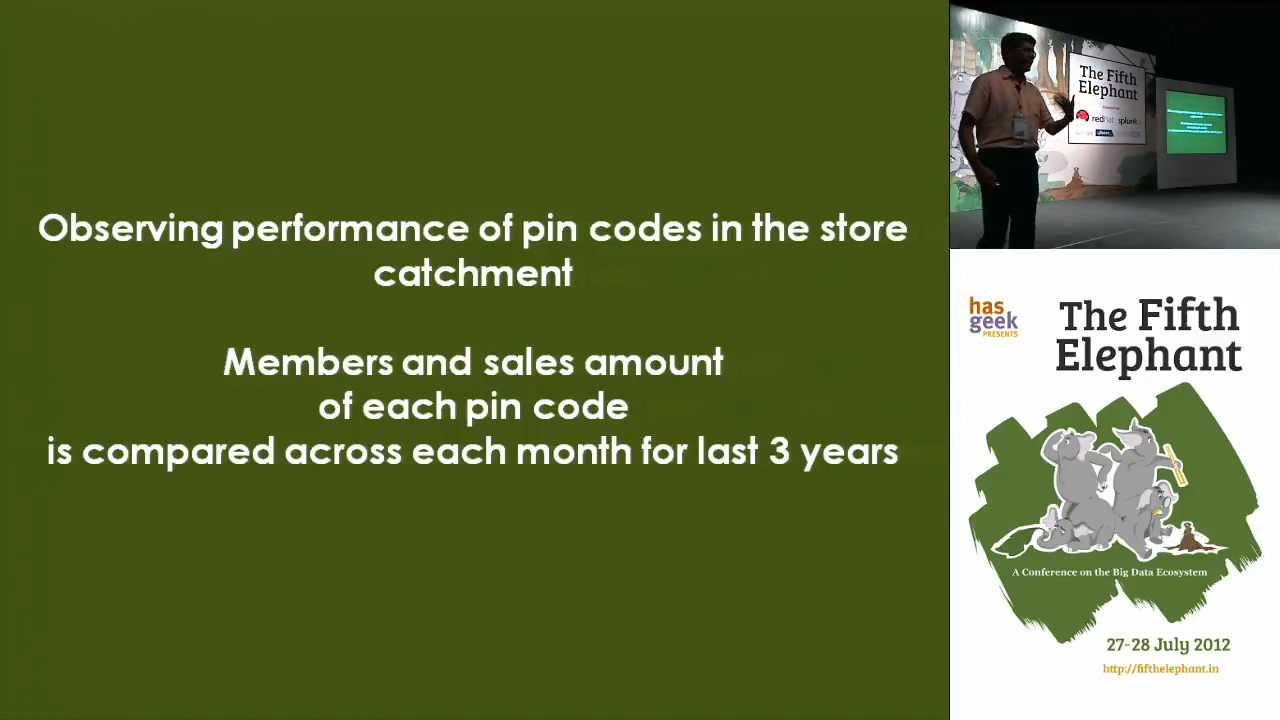 Observing performance of pin codes in the store
catchment
Members and sales amount
of each pin code
is compared across each month for last 3 years
The Fifth
Elephant
redhat splunk
has
geek
PRESENTS
The Fifth
Elephant
A Conference on the Big Data Ecosystem
27-28 July 2012
http://fifthelephant.in